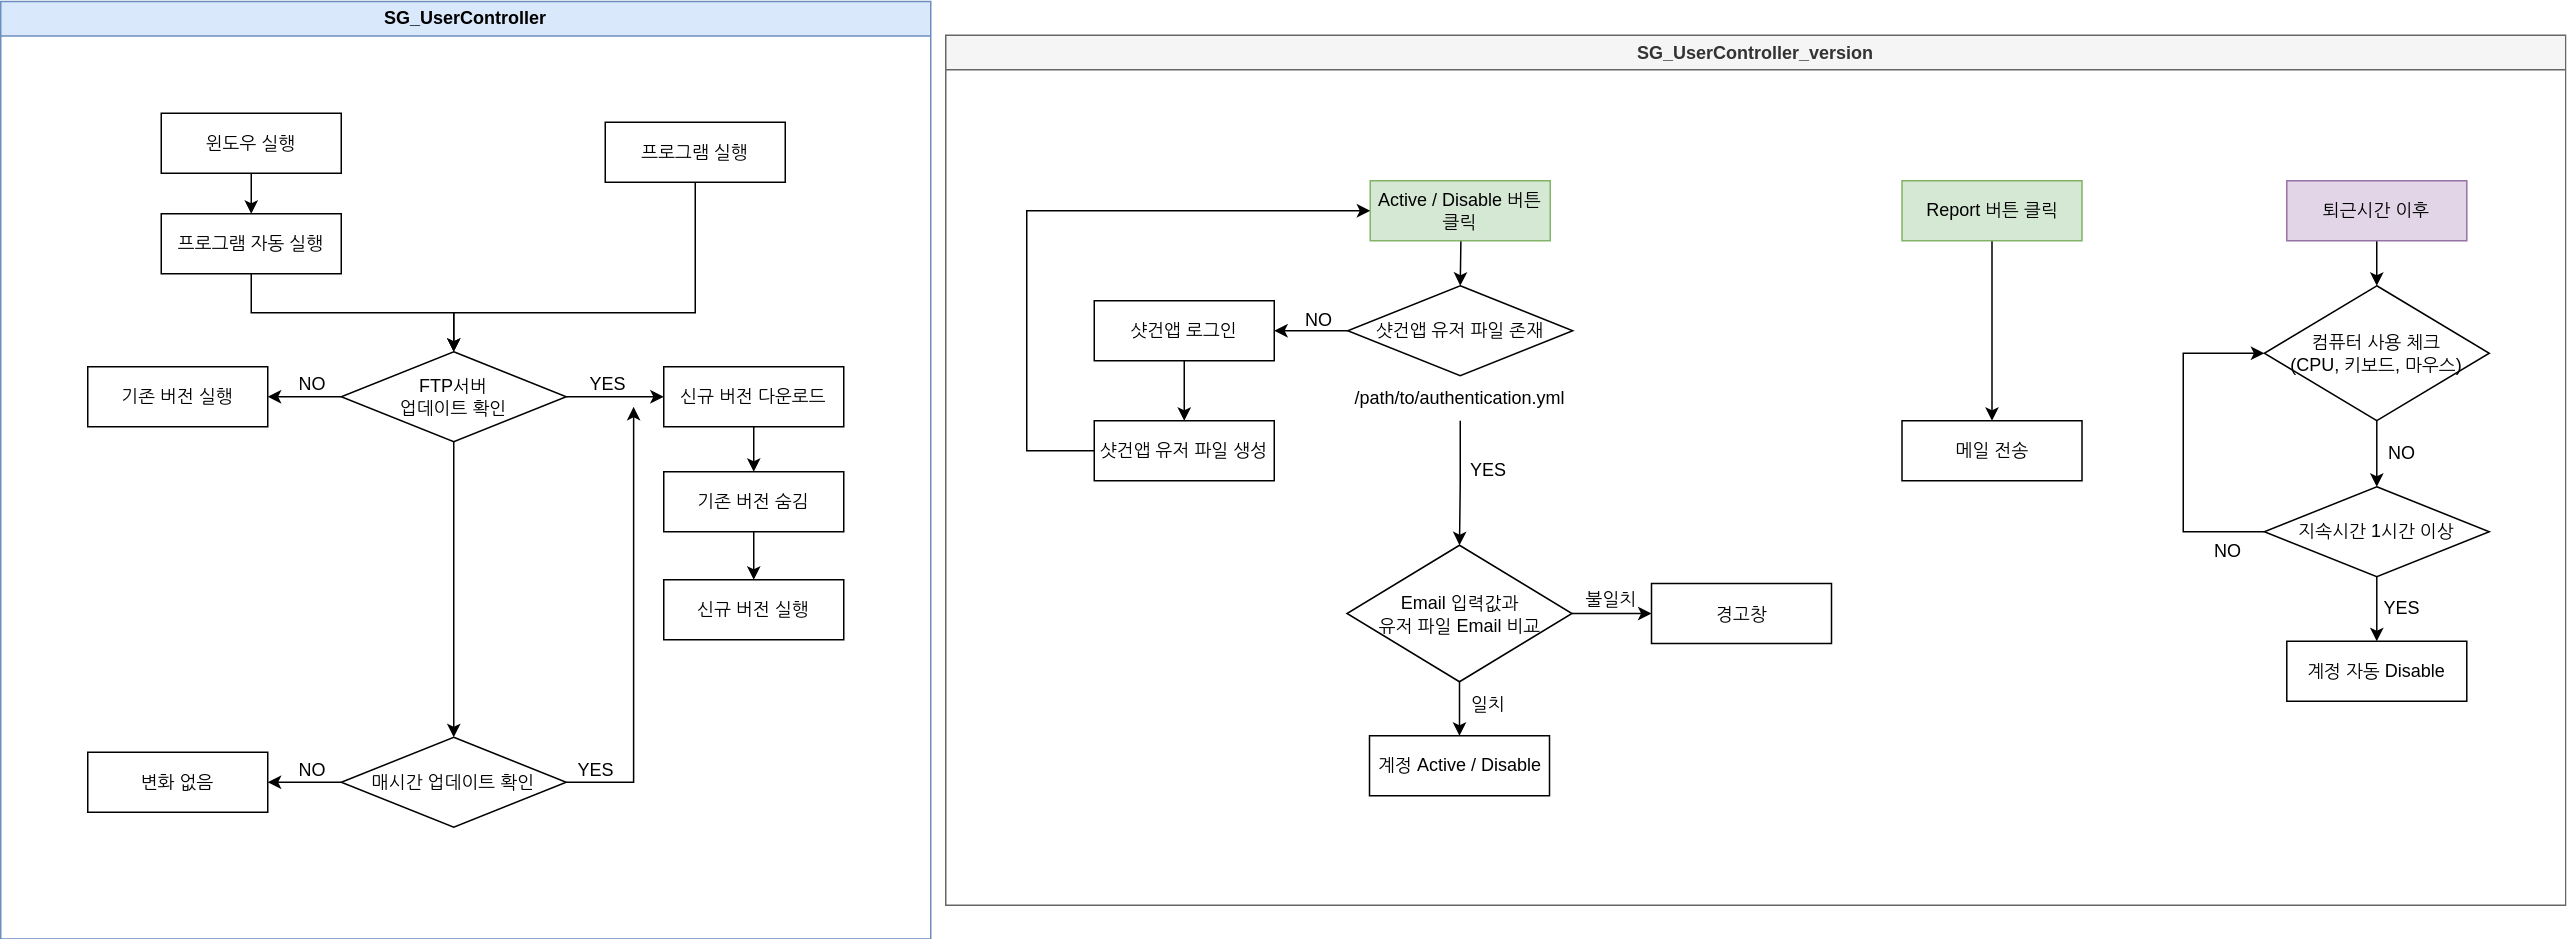 SG_UserController
윈도우 실행
프로그램 실행
프로그램 자동 실행
기존 버전 실행
NO
FTP서버
업데이트 확인
YES
신규 버전 다운로드
기존 버전 숨김
신규 버전 실행
변화 없음
NO
매시간 업데이트 확인
YES
SG_UserController_version
Active / Disable 버튼
클릭
샷건앱 로그인
NO
샷건앱 유저 파일 존재
/path/to/authentication.yml
샷건앱 유저 파일 생성
YES
Email 입력값과
유저 파일 Email 비교
불일치
경고창
일치
계정 Active / Disable
Report 버튼 클릭
메일 전송
퇴근시간 이후
컴퓨터 사용 체크
(CPU, 키보드, 마우스)
NO
지속시간 1시간 이상
NO
YES
계정 자동 Disable